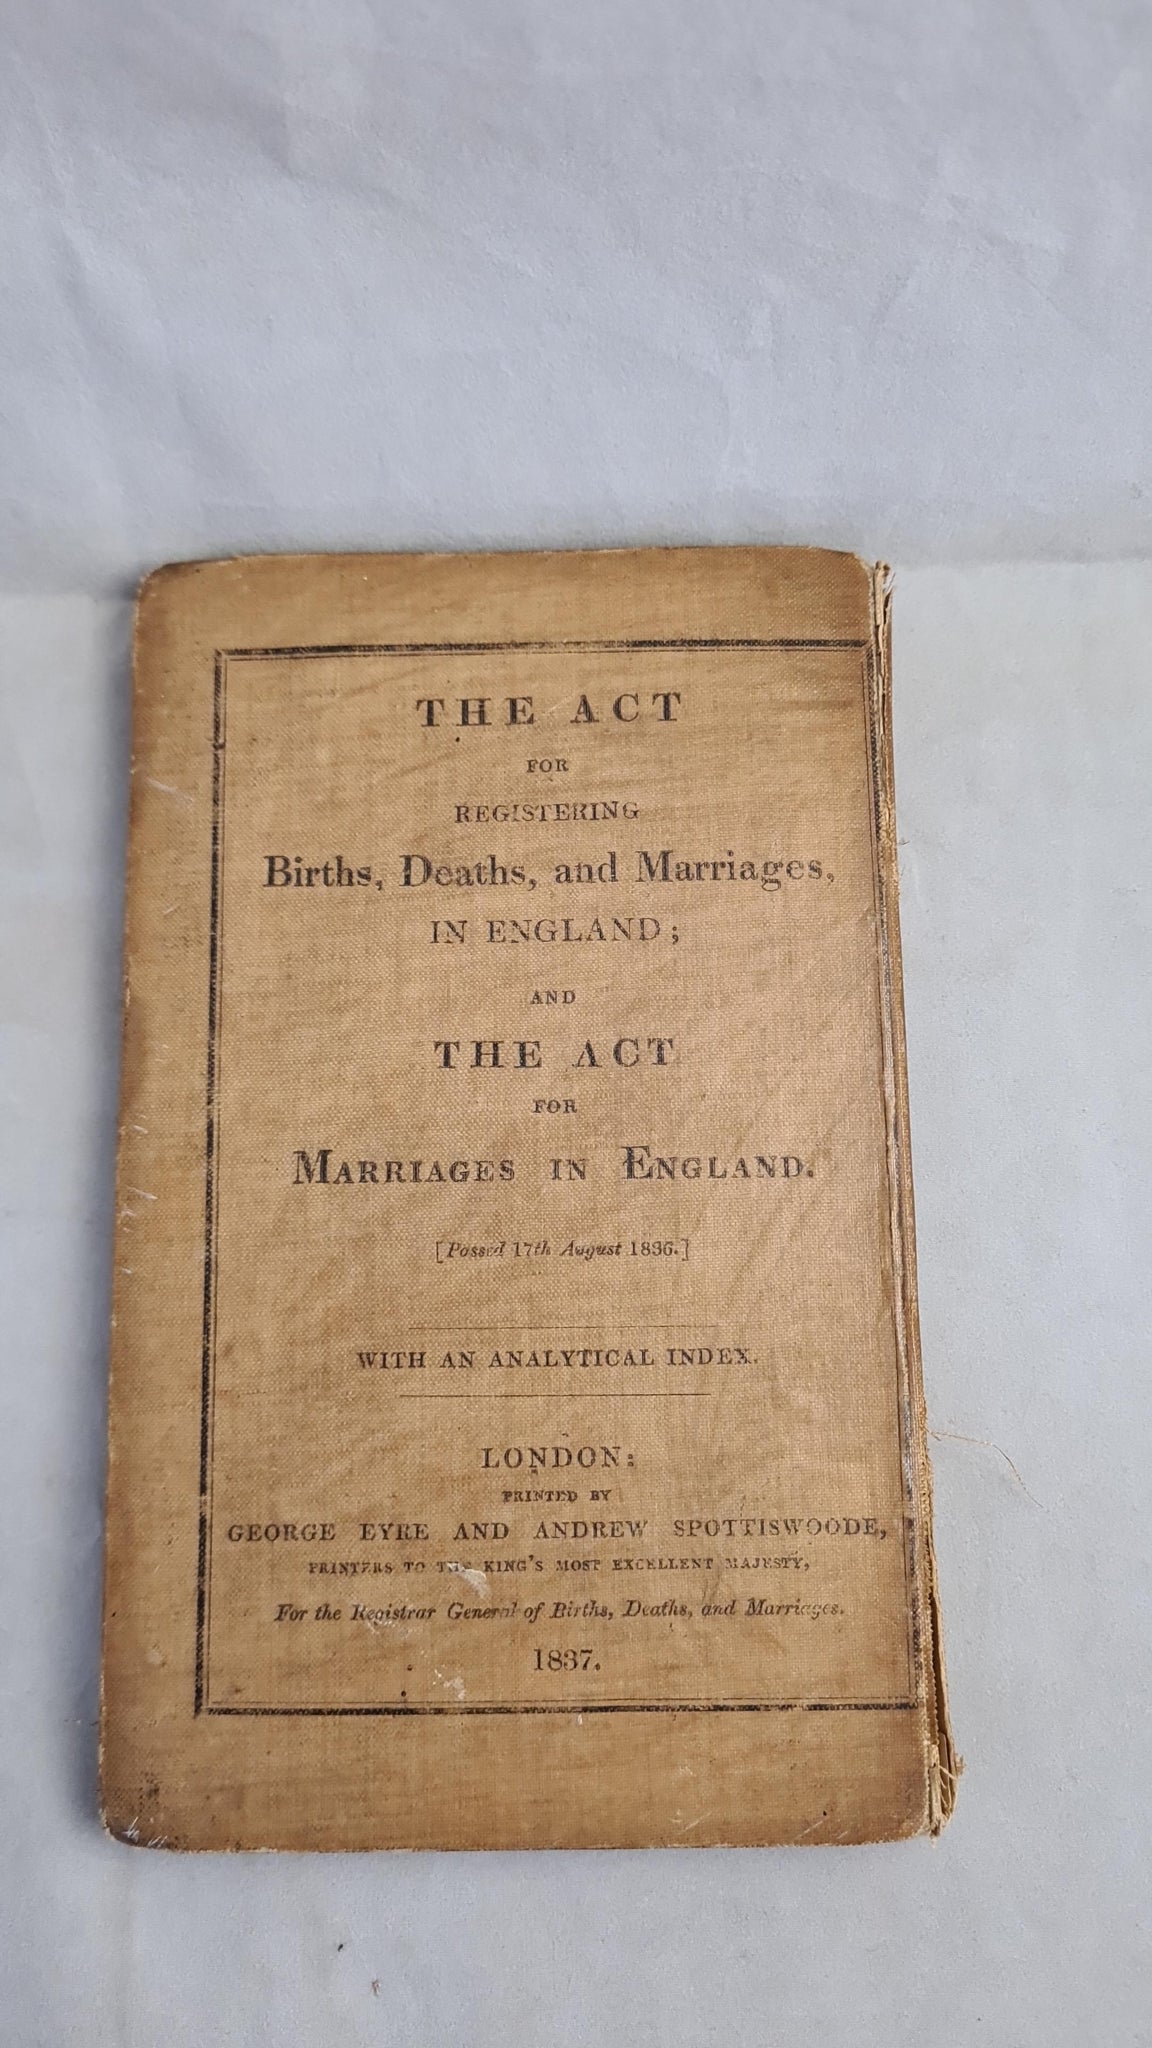 THE ACT
FOR
REGISTERING
Births, Deaths, and Marriages,
IN ENGLAND;
AND
THE ACT
FOR
MARRIAGES IN ENGLAND.
[Passed 17th August 1836.]
WITH AN ANALYTICAL INDEX.
LONDON:
PRINTED BY
GEORGE EYRE AND ANDREW SPOTTISWOODE,
PRINTERS TO THE KING'S MOST EXCELLENT MAJESTY,
For the Registrar General of Births, Deaths, and Marriages.
1837.